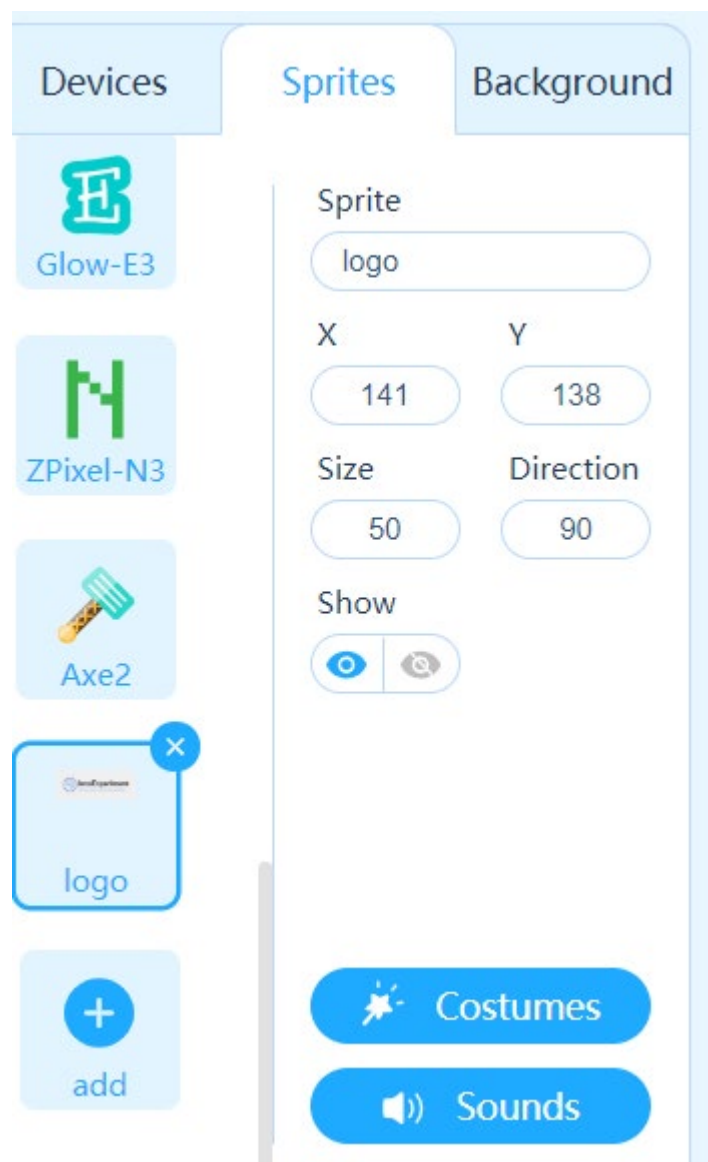 Devices
Sprites
Background
Glow-E3
ZPixel-N3
Axe2
logo
add
Sprite
logo
X Y
141 138
Size Direction
50 90
Show
Costumes
Sounds